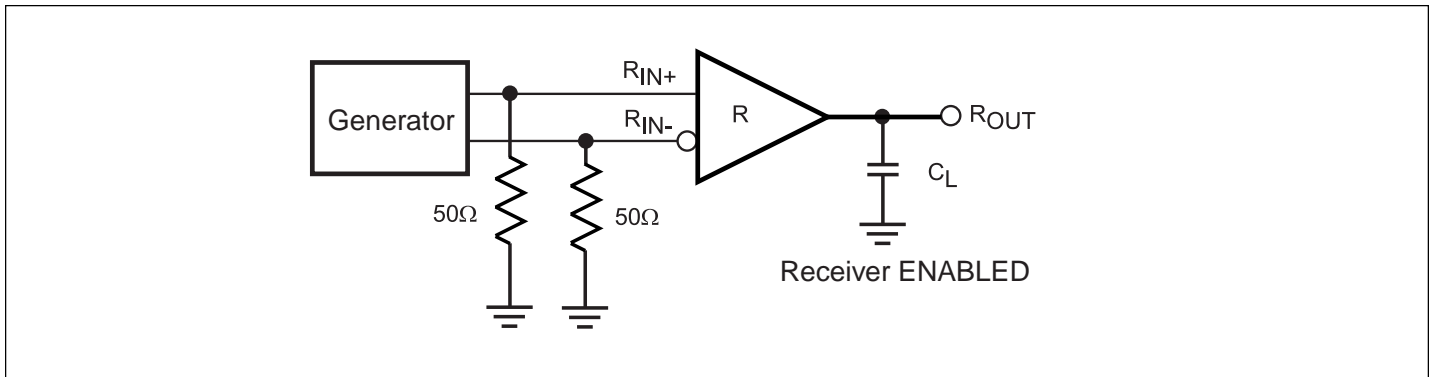 Generator
RIN+
RIN-
R
ROUT
50Ω
50Ω
CL
Receiver ENABLED